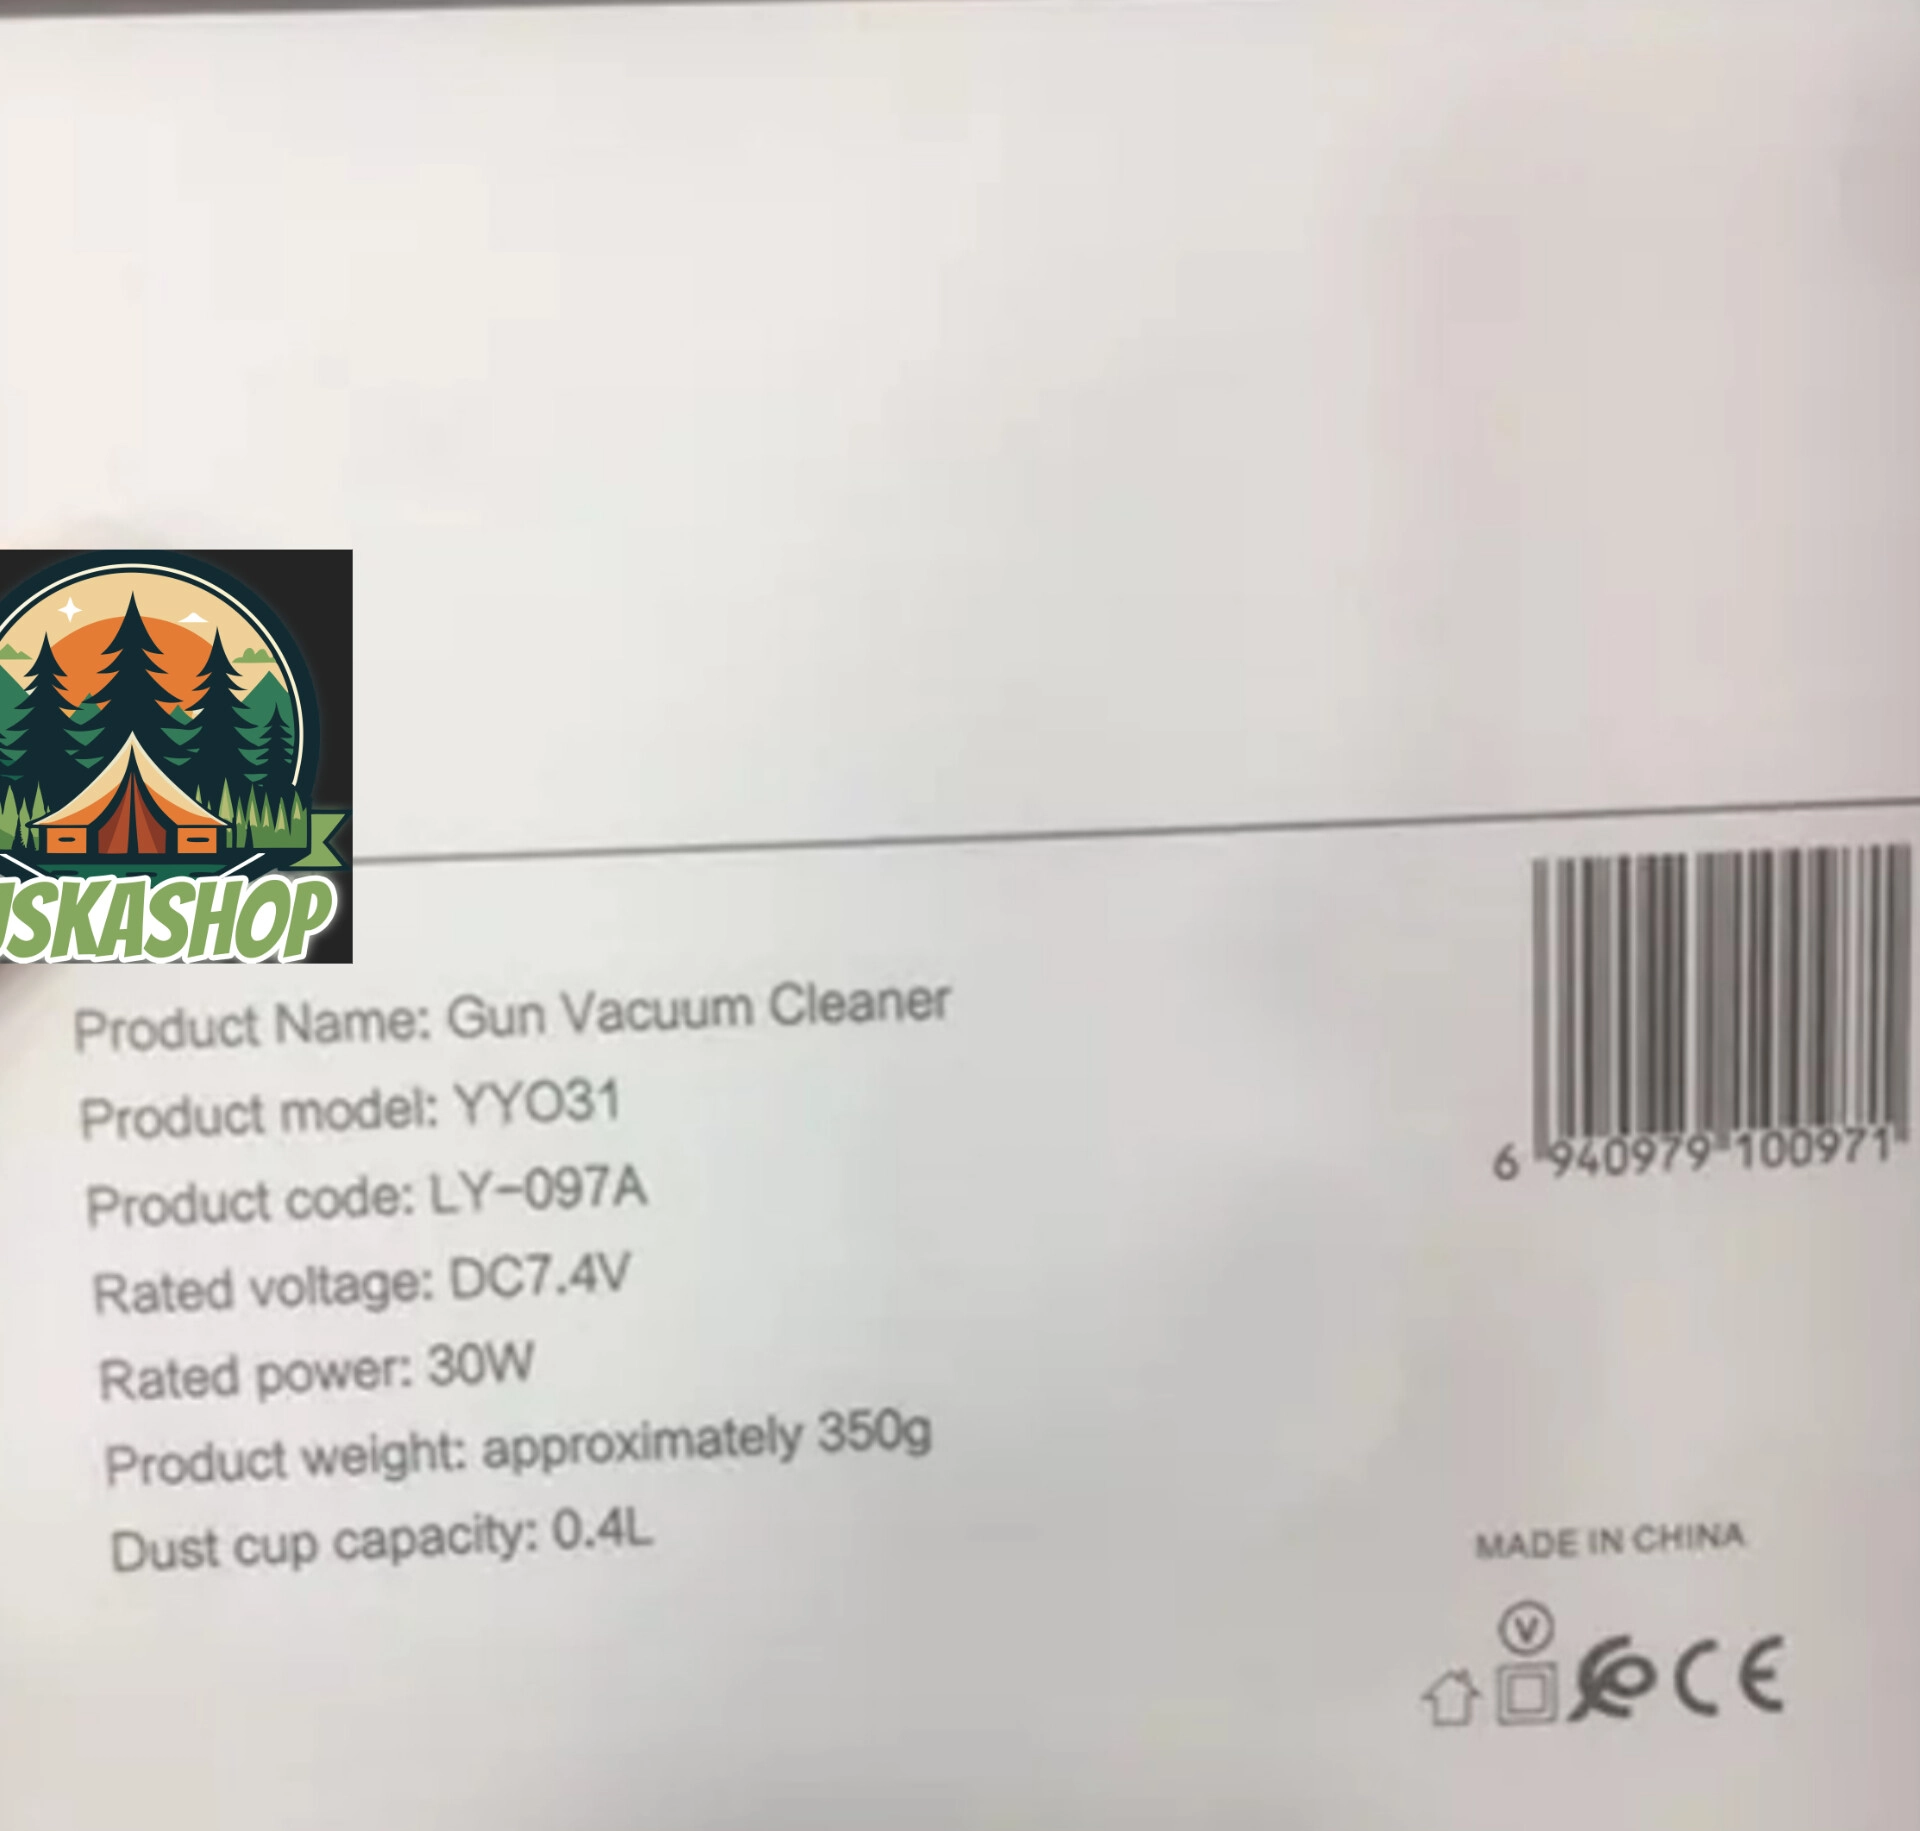 USKASHOP
Product Name: Gun Vacuum Cleaner
Product model: YYO31
Product code: LY-097A
Rated voltage: DC7.4V
Rated power: 30W
Product weight: approximately 350g
Dust cup capacity: 0.4L
6 940979 100971
MADE IN CHINA
V
CE